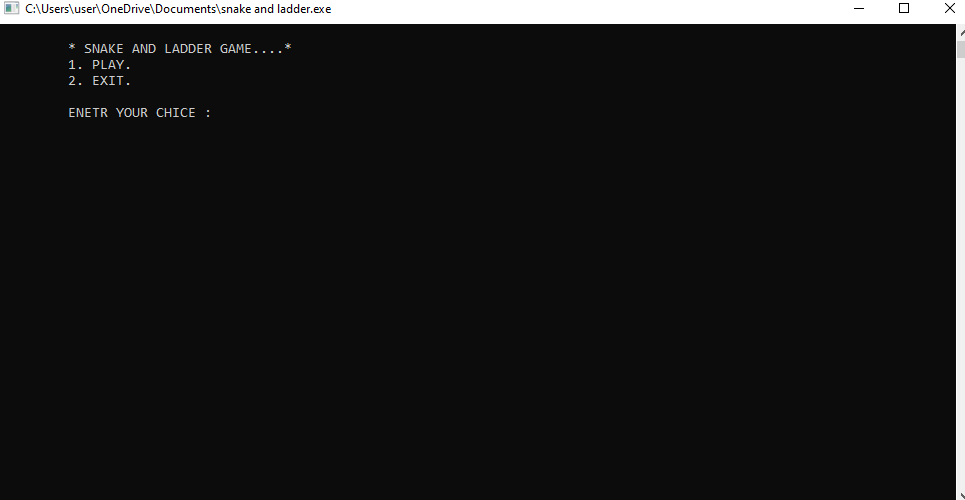 C:\Users\user\OneDrive\Documents\snake and ladder.exe
* SNAKE AND LADDER GAME....*
1. PLAY.
2. EXIT.
ENETR YOUR CHICE :